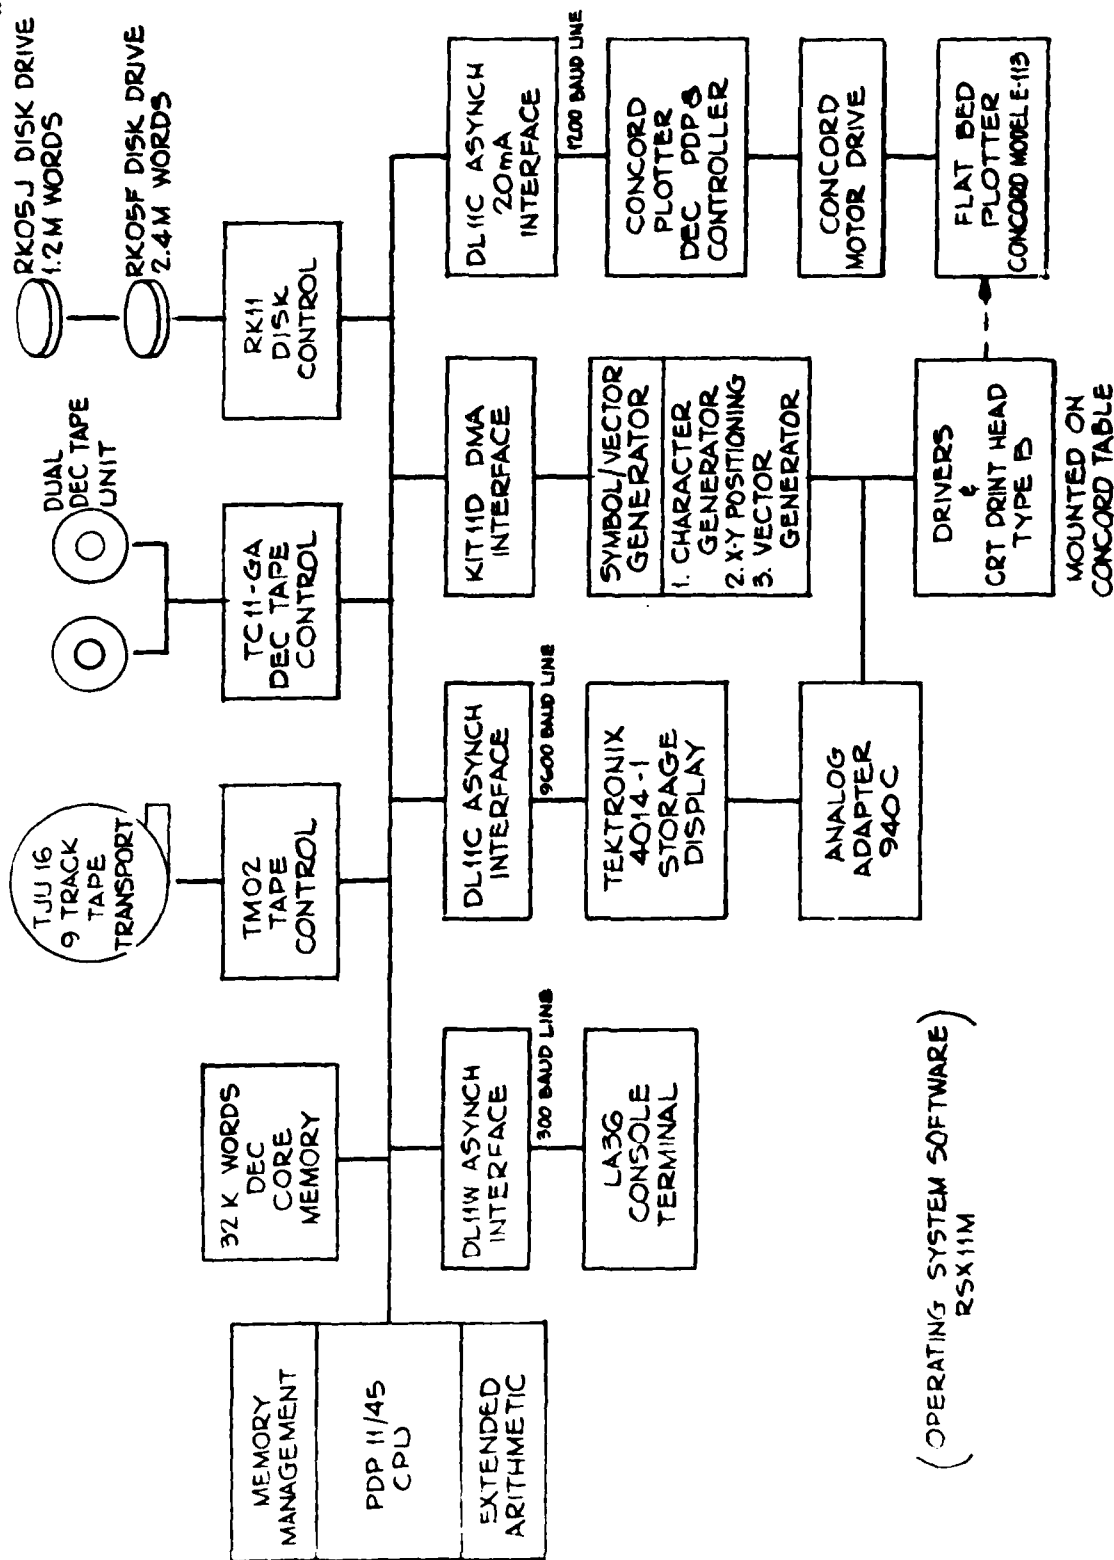 MEMORY
MANAGEMENT
PDP 11/45
CPU
EXTENDED
ARITHMETIC
32 K WORDS
DEC
CORE
MEMORY
TJU 16
9 TRACK
TAPE
TRANSPORT
TM02
TAPE
CONTROL
DUAL
DEC TAPE
UNIT
TC11-GA
DEC TAPE
CONTROL
RK05J DISK DRIVE
1.2M WORDS
RK05F DISK DRIVE
2.4M WORDS
RK11
DISK
CONTROL
DL11W ASYNCH
INTERFACE
300 BAUD LINE
LA36
CONSOLE
TERMINAL
DL11C ASYNCH
INTERFACE
9600 BAUD LINE
TEKTRONIX
4014-1
STORAGE
DISPLAY
ANALOG
ADAPTER
940C
KIT11D DMA
INTERFACE
SYMBOL/VECTOR
GENERATOR
1. CHARACTER
GENERATOR
2. X-Y POSITIONING
3. VECTOR
GENERATOR
DRIVERS
&
CRT PRINT HEAD
TYPE B
MOUNTED ON
CONCORD TABLE
DL11C ASYNCH
20mA
INTERFACE
1200 BAUD LINE
CONCORD
PLOTTER
DEC PDP8
CONTROLLER
CONCORD
MOTOR DRIVE
FLAT BED
PLOTTER
CONCORD MODEL E-113
(OPERATING SYSTEM SOFTWARE)
RSX11M